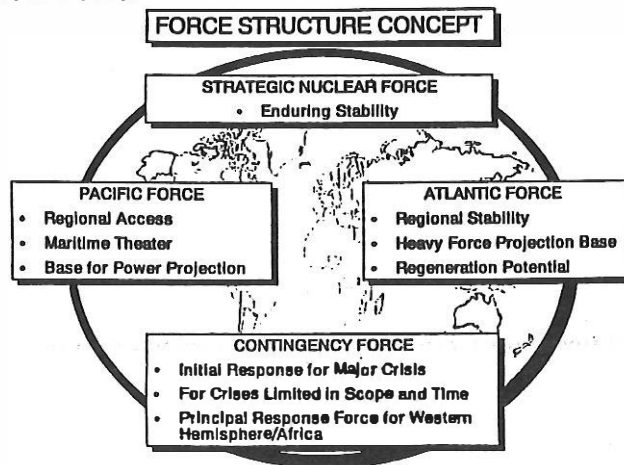 FORCE STRUCTURE CONCEPT
STRATEGIC NUCLEAR FORCE
• Enduring Stability
PACIFIC FORCE
• Regional Access
• Maritime Theater
• Base for Power Projection
ATLANTIC FORCE
• Regional Stability
• Heavy Force Projection Base
• Regeneration Potential
CONTINGENCY FORCE
• Initial Response for Major Crisis
• For Crises Limited in Scope and Time
• Principal Response Force for Western
Hemisphere/Africa